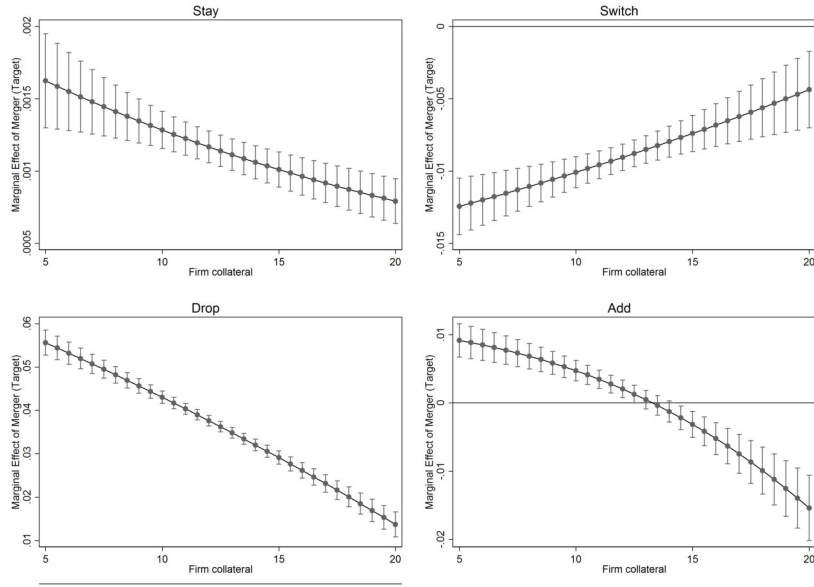 Stay
Marginal Effect of Merger (Target)
.002
.0015
.001
.0005
5 10 15 20
Firm collateral
Switch
Marginal Effect of Merger (Target)
0
-.005
-.01
-.015
5 10 15 20
Firm collateral
Drop
Marginal Effect of Merger (Target)
.06
.05
.04
.03
.02
.01
5 10 15 20
Firm collateral
Add
Marginal Effect of Merger (Target)
.01
0
-.01
-.02
5 10 15 20
Firm collateral